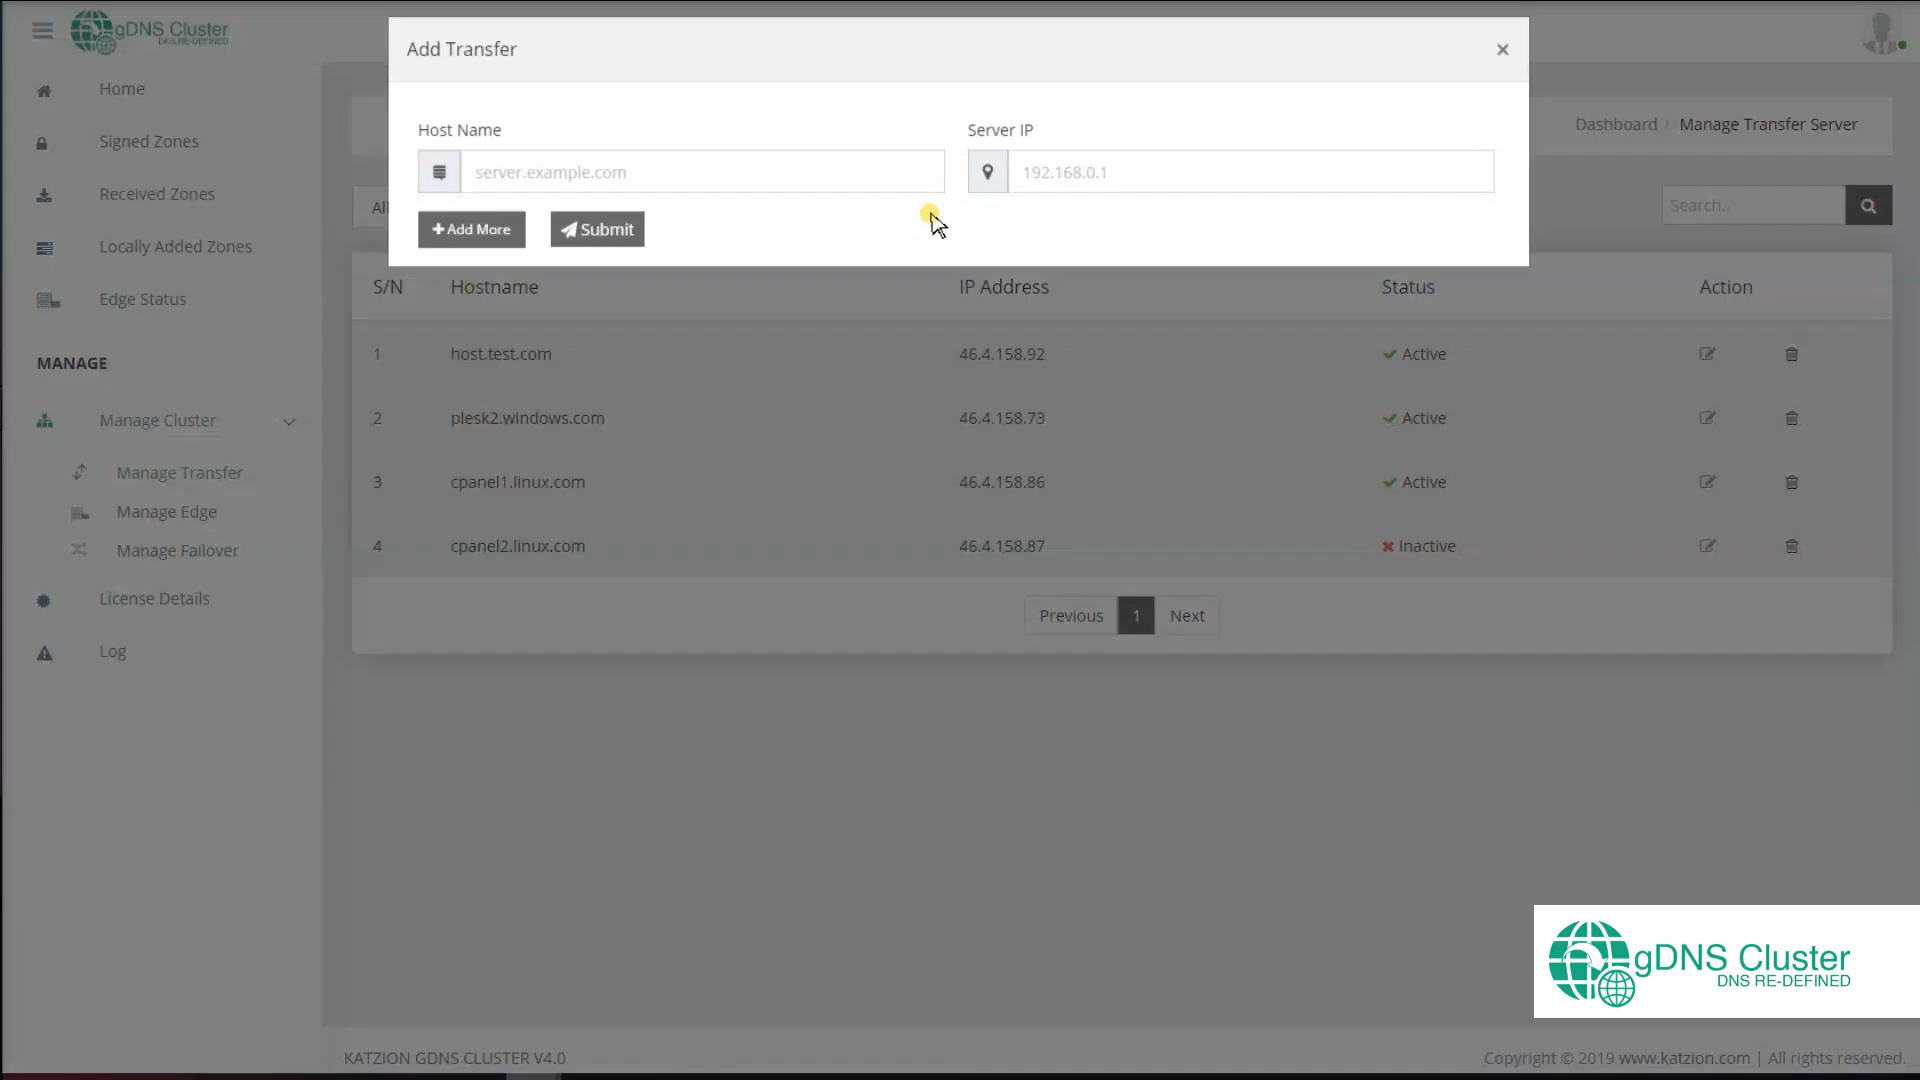 gDNS Cluster
DNS RE-DEFINED
Add Transfer
×
Home
Signed Zones
Received Zones
Locally Added Zones
Edge Status
MANAGE
Manage Cluster
Manage Transfer
Manage Edge
Manage Failover
License Details
Log
Host Name
Server IP
server.example.com
192.168.0.1
Add More
Submit
Dashboard / Manage Transfer Server
All
Search..
S/N Hostname IP Address Status Action
1 host.test.com 46.4.158.92 Active
2 plesk2.windows.com 46.4.158.73 Active
3 cpanel1.linux.com 46.4.158.86 Active
4 cpanel2.linux.com 46.4.158.87 Inactive
Previous 1 Next
gDNS Cluster
DNS RE-DEFINED
KATZION GDNS CLUSTER V4.0
Copyright © 2019 www.katzion.com | All rights reserved.